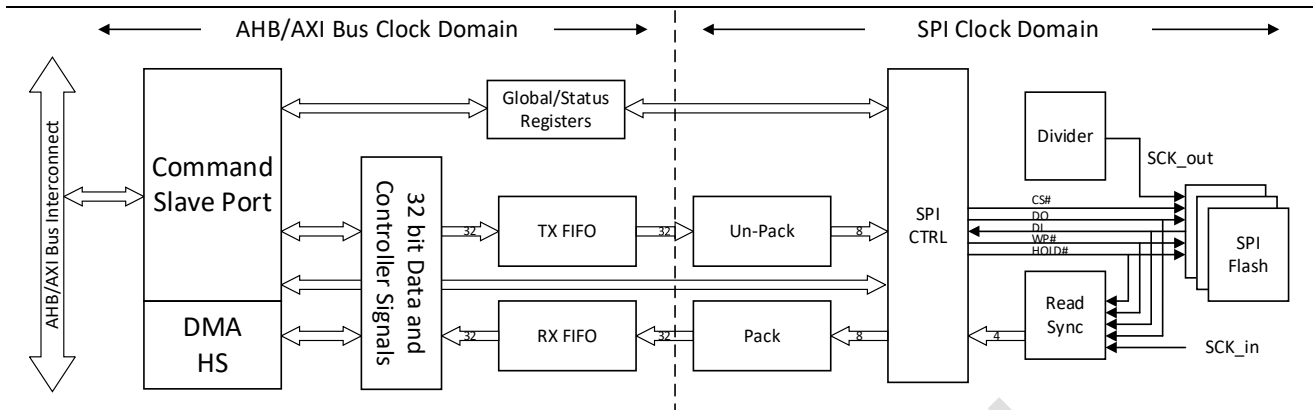 AHB/AXI Bus Clock Domain
SPI Clock Domain
AHB/AXI Bus Interconnect
Command
Slave Port
DMA
HS
Global/Status
Registers
32 bit Data and
Controller Signals
32
TX FIFO
32
Un-Pack
8
32
RX FIFO
32
Pack
8
SPI
CTRL
Divider
SCK_out
CS#
DO
DI
WP#
HOLD#
SPI
Flash
4
Read
Sync
SCK_in